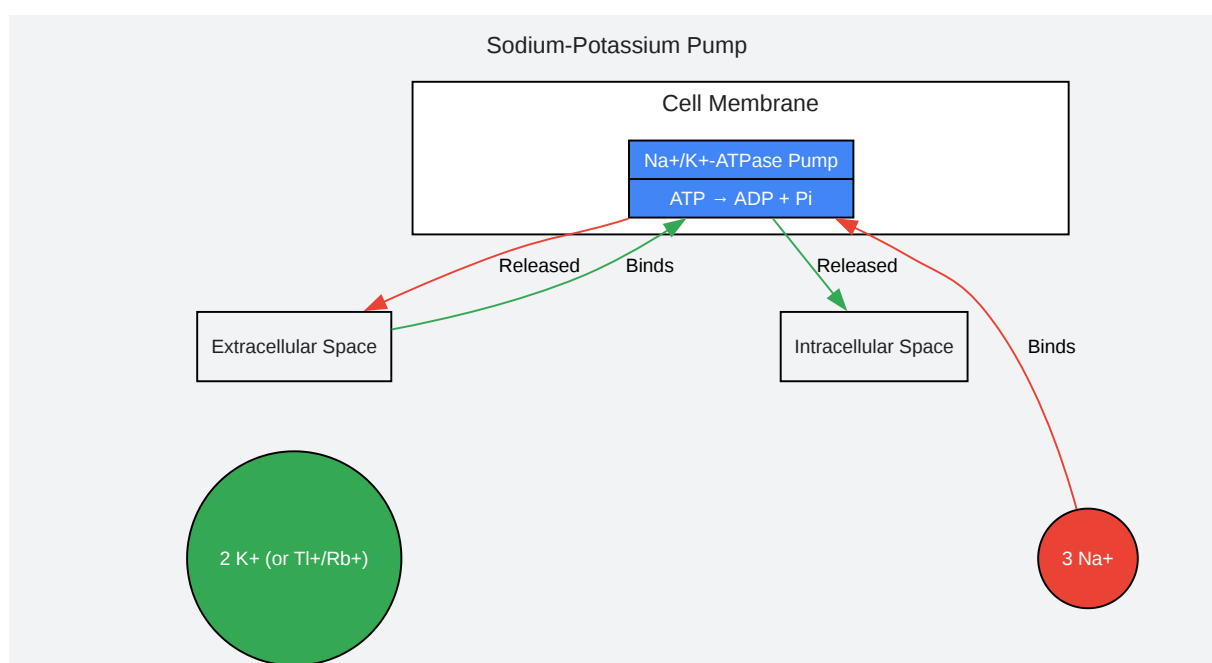 Sodium-Potassium Pump
Cell Membrane
Na+/K+-ATPase Pump
ATP → ADP + Pi
Released
Binds
Released
Extracellular Space
Intracellular Space
Binds
2 K+ (or Tl+/Rb+)
3 Na+